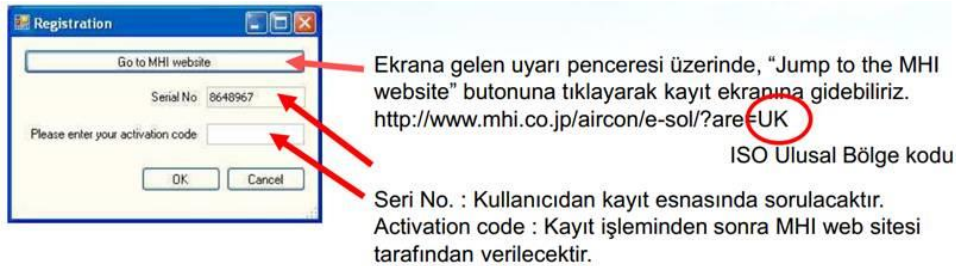 Registration
Go to MHI website
Serial No 8648967
Please enter your activation code
OK Cancel
Ekrana gelen uyarı penceresi üzerinde, “Jump to the MHI
website” butonuna tıklayarak kayıt ekranına gidebiliriz.
http://www.mhi.co.jp/aircon/e-sol/?are=UK
ISO Ulusal Bölge kodu
Seri No. : Kullanıcıdan kayıt esnasında sorulacaktır.
Activation code : Kayıt işleminden sonra MHI web sitesi
tarafından verilecektir.